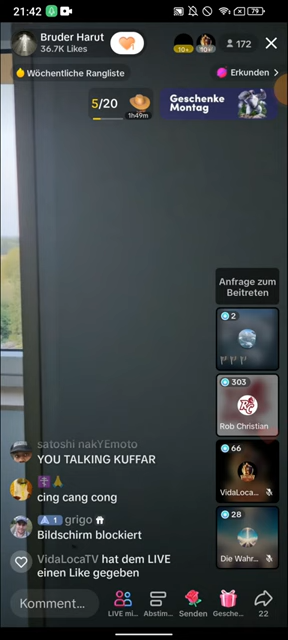 21:42
79
Bruder Harut
36.7K Likes
10+
10+
172
Wöchentliche Rangliste
Erkunden
5/20
1h49m
Geschenke
Montag
Anfrage zum
Beitreten
2
303
Rob Christian
66
VidaLoca...
28
Die Wahr...
satoshi nakYEmoto
YOU TALKING KUFFAR
cing cang cong
1 grigo
Bildschirm blockiert
VidaLocaTV hat dem LIVE
einen Like gegeben
Komment...
LIVE mi...
Abstim...
Senden
Gesche...
22